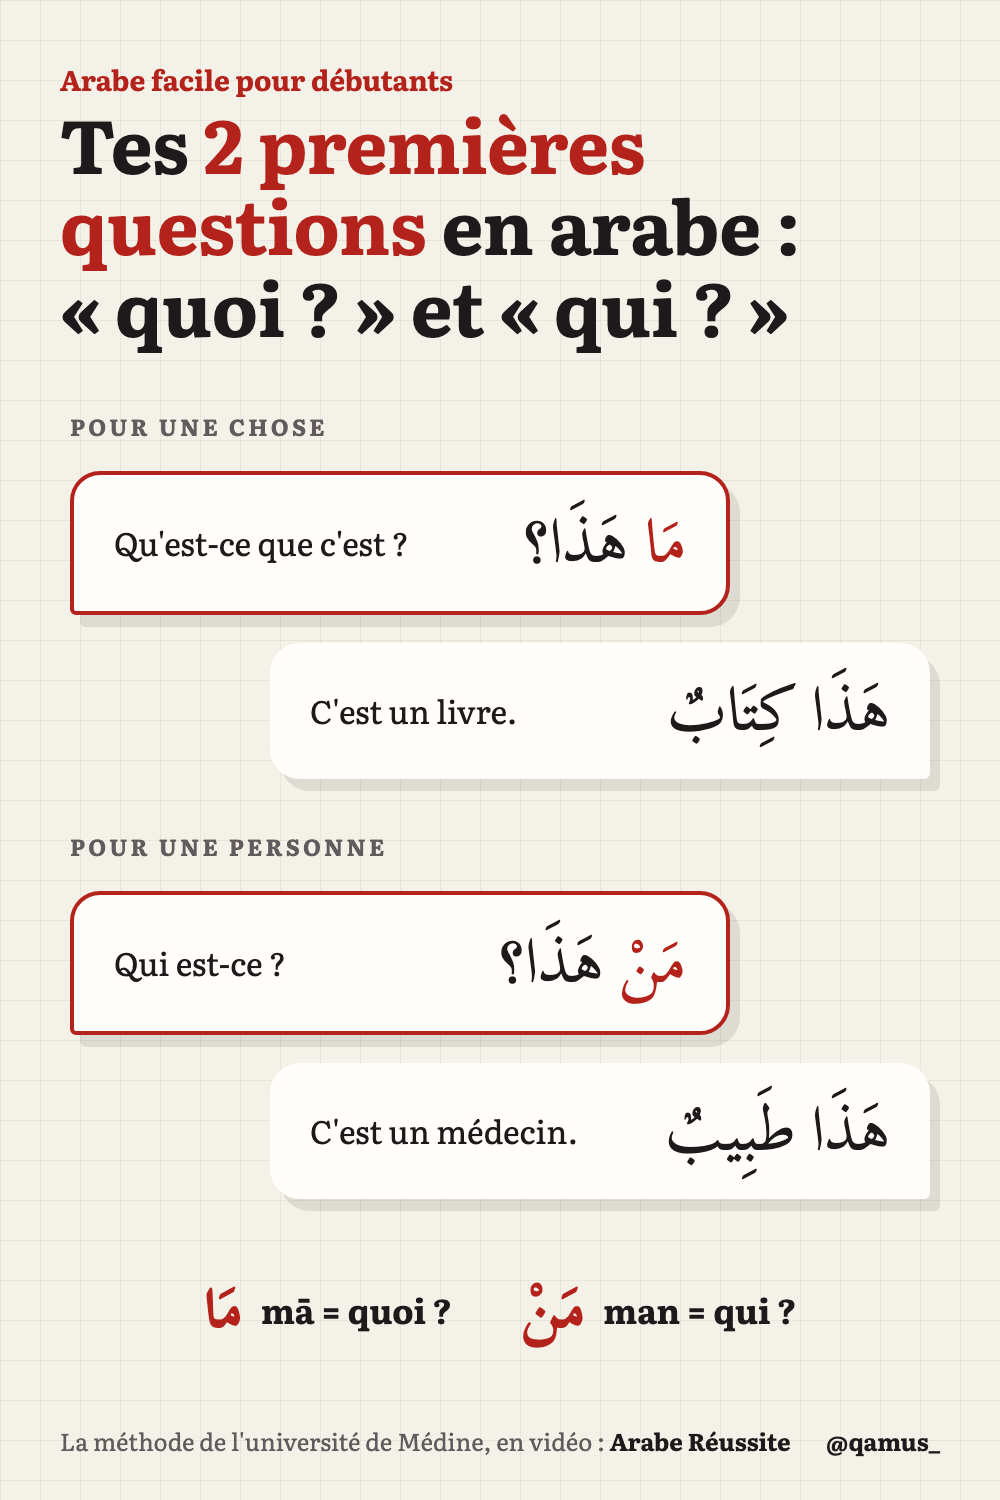 Arabe facile pour débutants
Tes 2 premières
questions en arabe :
« quoi ? » et « qui ? »
POUR UNE CHOSE
Qu'est-ce que c'est ? مَا هَذَا؟
C'est un livre. هَذَا كِتَابٌ
POUR UNE PERSONNE
Qui est-ce ? مَنْ هَذَا؟
C'est un médecin. هَذَا طَبِيبٌ
مَا mā = quoi ? مَنْ man = qui ?
La méthode de l'université de Médine, en vidéo : Arabe Réussite @qamus_